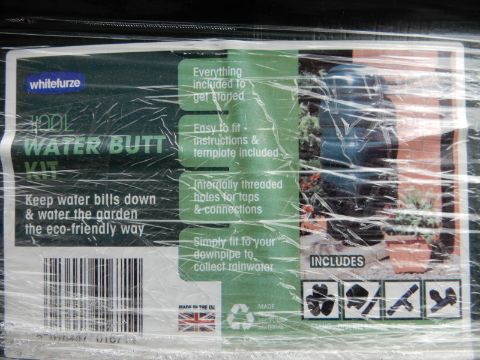 whitefurze
WATER BUTT
KIT
Keep water bills down
& water the garden
the eco-friendly way
Everything
included to
get started
Easy to fit -
instructions &
template included
Internally threaded
holes for taps
& connections
Simply fit to your
downpipe to
collect rainwater
INCLUDES
MADE IN THE UK
MADE